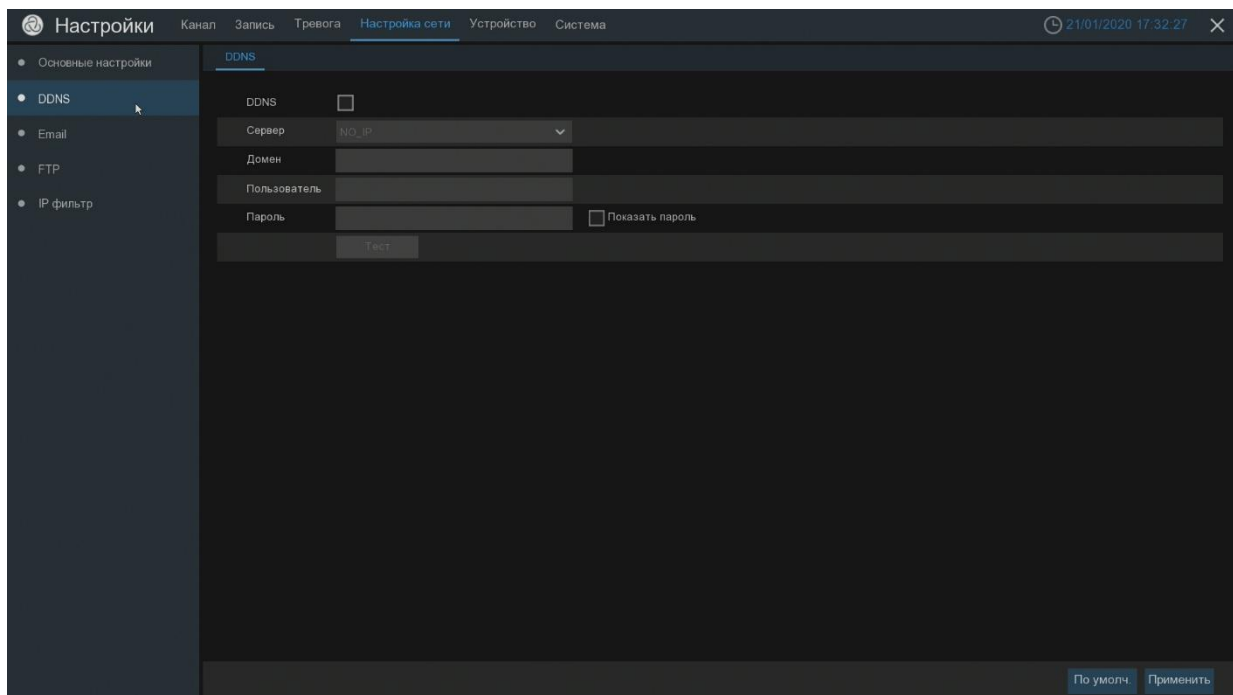 Настройки Канал Запись Тревога Настройка сети Устройство Система 21/01/2020 17:32:27
Основные настройки
DDNS
Email
FTP
IP фильтр
DDNS
DDNS
Сервер NO_IP
Домен
Пользователь
Пароль Показать пароль
Тест
По умолч. Применить